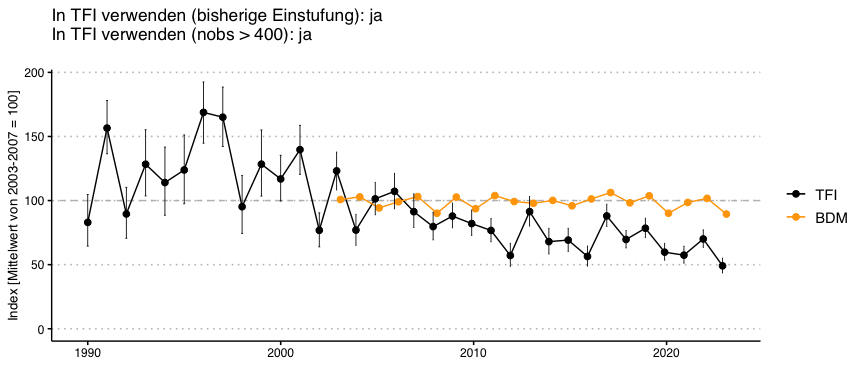 In TFI verwenden (bisherige Einstufung): ja
In TFI verwenden (nobs > 400): ja
Index [Mittelwert von 2003-2007 = 100]
200
150
100
50
0
1990
2000
2010
2020
TFI
BDM